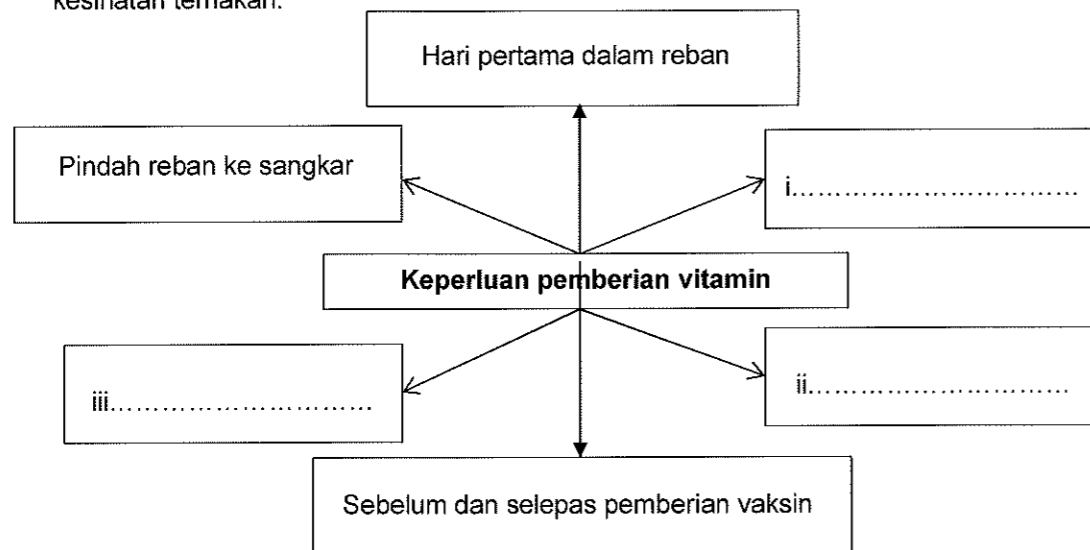 kesihatan ternakan.
Hari pertama dalam reban
Pindah reban ke sangkar
i................................
Keperluan pemberian vitamin
iii.............................
ii.............................
Sebelum dan selepas pemberian vaksin